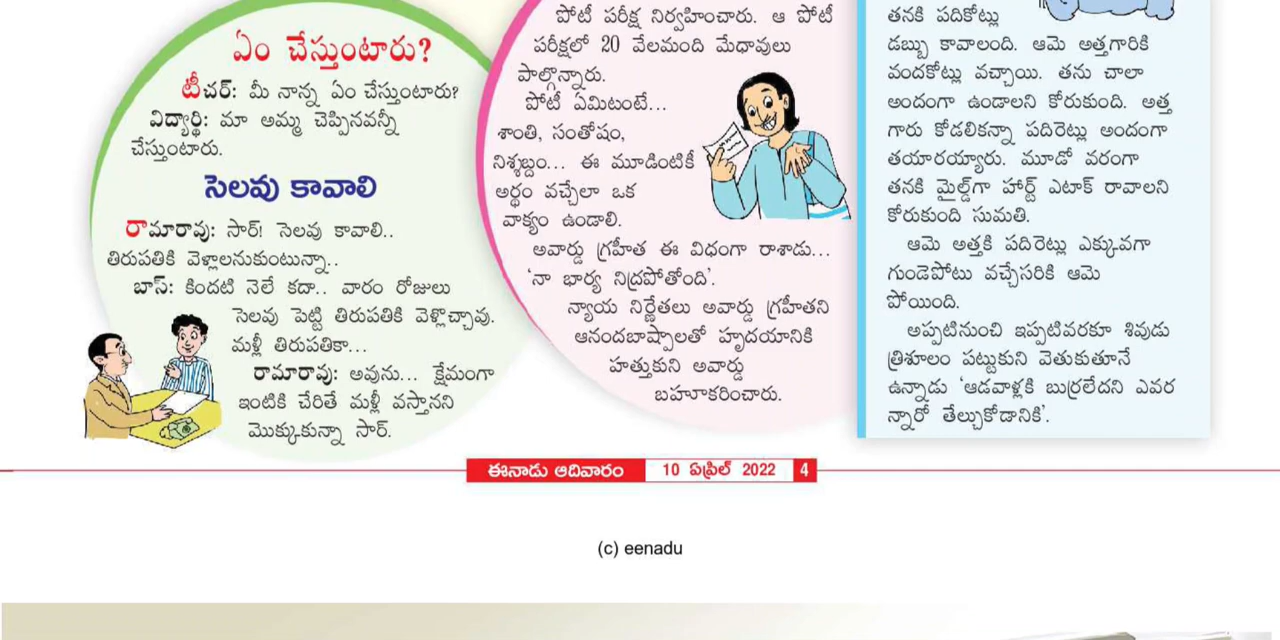 ఏం చేస్తుంటారు?
టీచర్: మీ నాన్న ఏం చేస్తుంటారు?
విద్యార్థి: మా అమ్మ చెప్పినవన్నీ
చేస్తుంటారు.
సెలవు కావాలి
రామారావు: సార్! సెలవు కావాలి..
తిరుపతికి వెళ్లాలనుకుంటున్నా..
బాస్: కిందటి నెలే కదా.. వారం రోజులు
సెలవు పెట్టి తిరుపతికి వెళ్లొచ్చావు.
మళ్లీ తిరుపతికా...
రామారావు: అవును... క్షేమంగా
ఇంటికి చేరితే మళ్లీ వస్తానని
మొక్కుకున్నా సార్.
పోటీ పరీక్ష నిర్వహించారు. ఆ పోటీ
పరీక్షలో 20 వేలమంది మేధావులు
పాల్గొన్నారు.
పోటీ ఏమిటంటే...
శాంతి, సంతోషం,
నిశ్శబ్దం... ఈ మూడింటికీ
అర్థం వచ్చేలా ఒక
వాక్యం ఉండాలి.
అవార్డు గ్రహీత ఈ విధంగా రాశాడు...
'నా భార్య నిద్రపోతోంది'.
న్యాయ నిర్ణేతలు అవార్డు గ్రహీతని
ఆనందబాష్పాలతో హృదయానికి
హత్తుకుని అవార్డు
బహూకరించారు.
తనకి పదికోట్లు
డబ్బు కావాలంది. ఆమె అత్తగారికి
వందకోట్లు వచ్చాయి. తను చాలా
అందంగా ఉండాలని కోరుకుంది. అత్త
గారు కోడలికన్నా పదిరెట్లు అందంగా
తయారయ్యారు. మూడో వరంగా
తనకి మైల్డ్‌గా హార్ట్ ఎటాక్ రావాలని
కోరుకుంది సుమతి.
ఆమె అత్తకి పదిరెట్లు ఎక్కువగా
గుండెపోటు వచ్చేసరికి ఆమె
పోయింది.
అప్పటినుంచి ఇప్పటివరకూ శివుడు
త్రిశూలం పట్టుకుని వెతుకుతూనే
ఉన్నాడు 'ఆడవాళ్లకి బుర్రలేదని ఎవర
న్నారో తేల్చుకోడానికి'.
ఈనాడు ఆదివారం 10 ఏప్రిల్ 2022 4
(c) eenadu